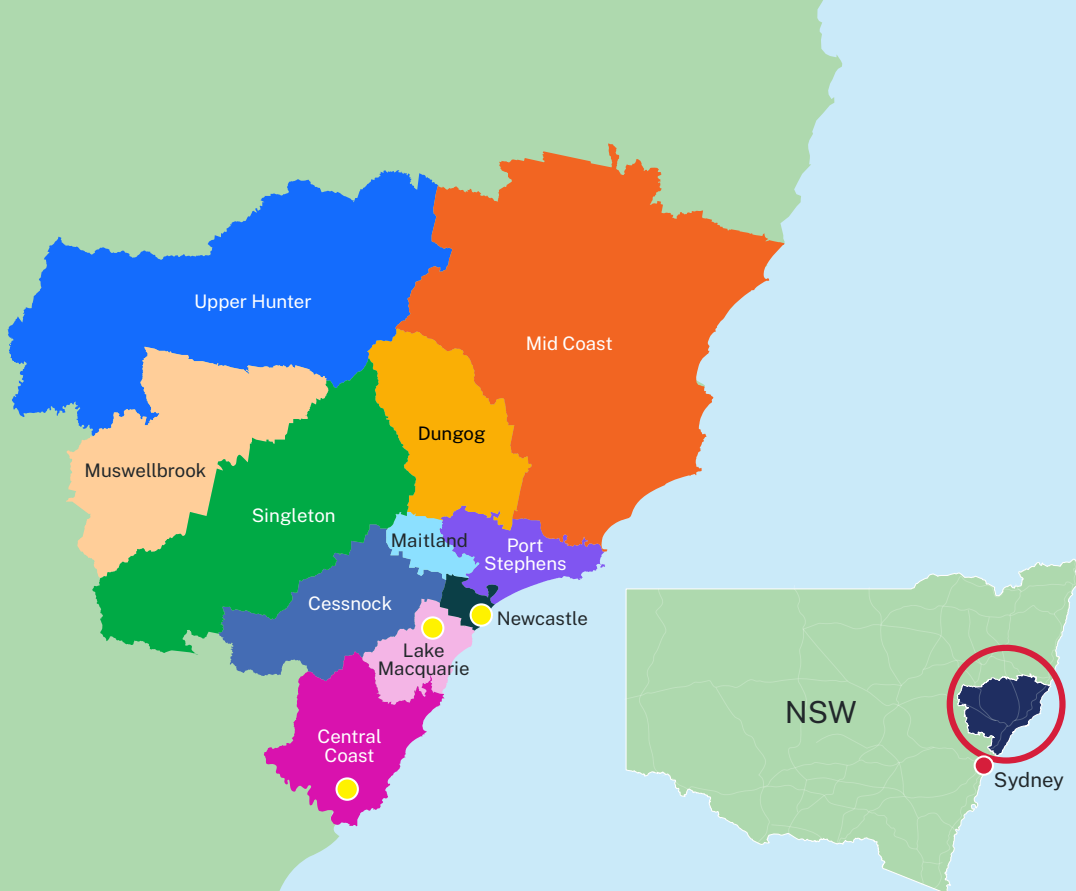 Upper Hunter
Mid Coast
Dungog
Muswellbrook
Singleton
Maitland
Port
Stephens
Cessnock
Newcastle
Lake
Macquarie
Central
Coast
NSW
Sydney